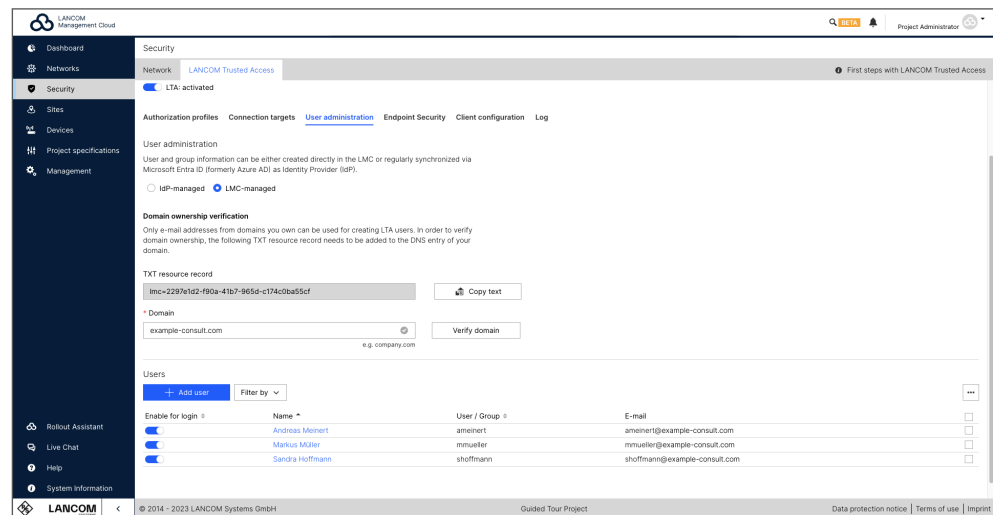 LANCOM
Management Cloud
BETA
Project Administrator
Dashboard
Networks
Security
Sites
Devices
Project specifications
Management
Rollout Assistant
Live Chat
Help
System Information
LANCOM
Security
Network
LANCOM Trusted Access
First steps with LANCOM Trusted Access
LTA: activated
Authorization profiles
Connection targets
User administration
Endpoint Security
Client configuration
Log
User administration
User and group information can be either created directly in the LMC or regularly synchronized via
Microsoft Entra ID (formerly Azure AD) as Identity Provider (IdP).
IdP-managed
LMC-managed
Domain ownership verification
Only e-mail addresses from domains you own can be used for creating LTA users. In order to verify
domain ownership, the following TXT resource record needs to be added to the DNS entry of your
domain.
TXT resource record
lmc=2297e1d2-f90a-41b7-965d-c174c0ba55cf
Copy text
* Domain
example-consult.com
Verify domain
e.g. company.com
Users
+ Add user
Filter by
Enable for login Name User / Group E-mail
Andreas Meinert ameinert ameinert@example-consult.com
Markus Müller mmueller mmueller@example-consult.com
Sandra Hoffmann shoffmann shoffmann@example-consult.com
© 2014 - 2023 LANCOM Systems GmbH
Guided Tour Project
Data protection notice | Terms of use | Imprint